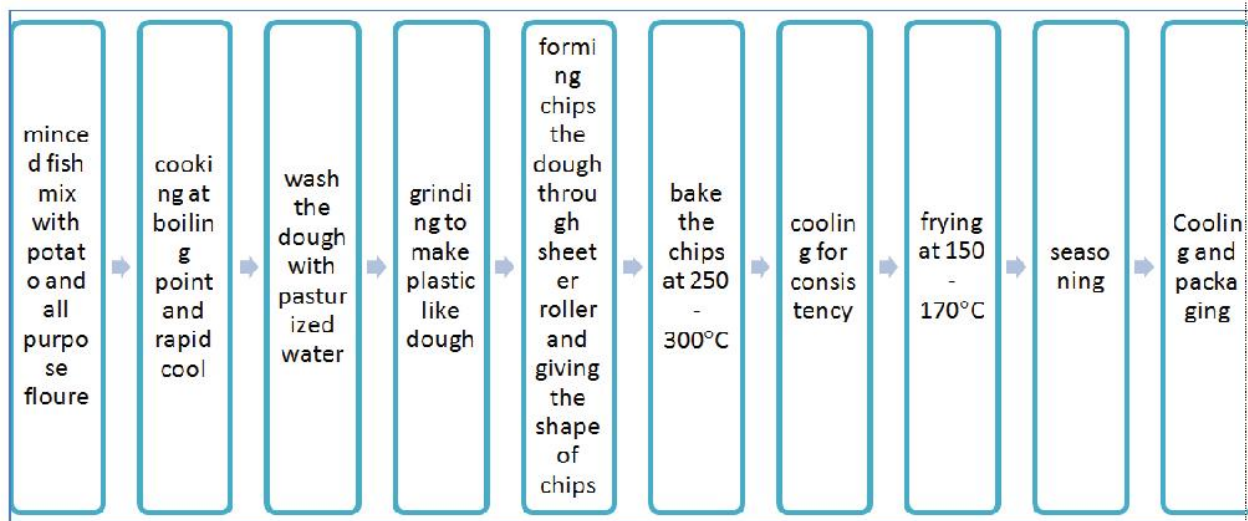 mince
d fish
mix
with
potat
o and
all
purpo
se
floure
cooki
ng at
boilin
g
point
and
rapid
cool
wash
the
dough
with
pastur
ized
water
grindi
ng to
make
plastic
like
dough
formi
ng
chips
the
dough
throu
gh
sheet
er
roller
and
giving
the
shape
of
chips
bake
the
chips
at 250
-
300°C
coolin
g for
consis
tency
frying
at 150
-
170°C
seaso
ning
Coolin
g and
packa
ging